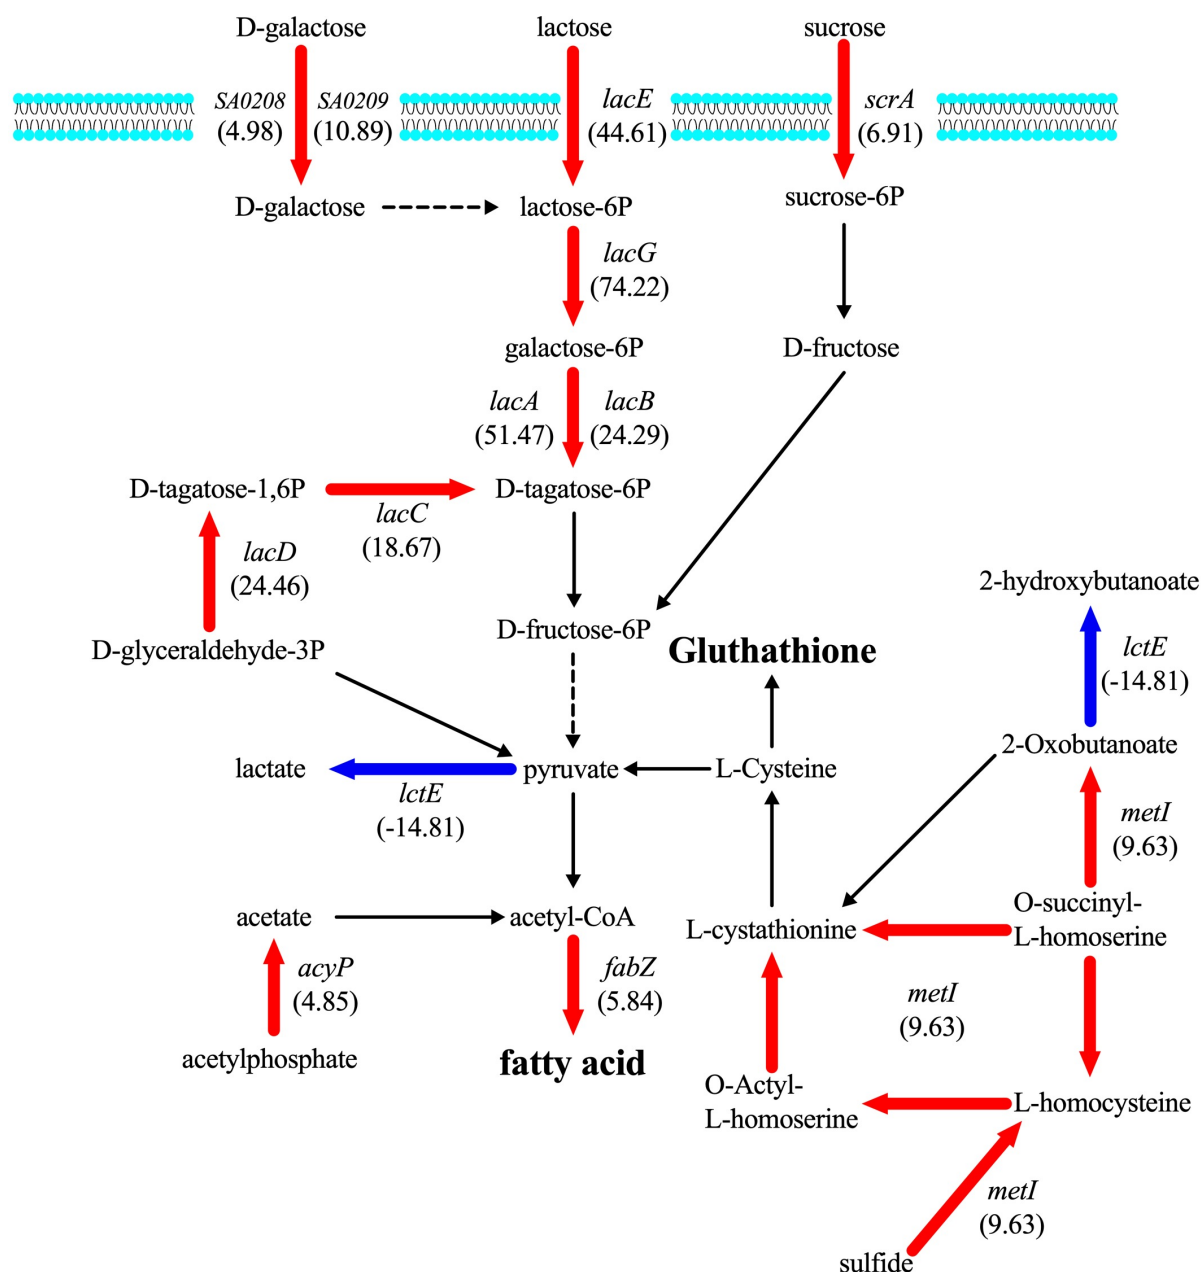 D-galactose
lactose
sucrose
SA0208
(4.98)
SA0209
(10.89)
lacE
(44.61)
scrA
(6.91)
D-galactose
lactose-6P
sucrose-6P
lacG
(74.22)
galactose-6P
D-fructose
lacA
(51.47)
lacB
(24.29)
D-tagatose-1,6P
D-tagatose-6P
lacC
(18.67)
lacD
(24.46)
2-hydroxybutanoate
D-glyceraldehyde-3P
D-fructose-6P
Gluthathione
lctE
(-14.81)
2-Oxobutanoate
lactate
pyruvate
L-Cysteine
lctE
(-14.81)
metI
(9.63)
acetate
acetyl-CoA
L-cystathionine
O-succinyl-
L-homoserine
acyP
(4.85)
fabZ
(5.84)
metI
(9.63)
acetylphosphate
fatty acid
O-Actyl-
L-homoserine
L-homocysteine
metI
(9.63)
sulfide